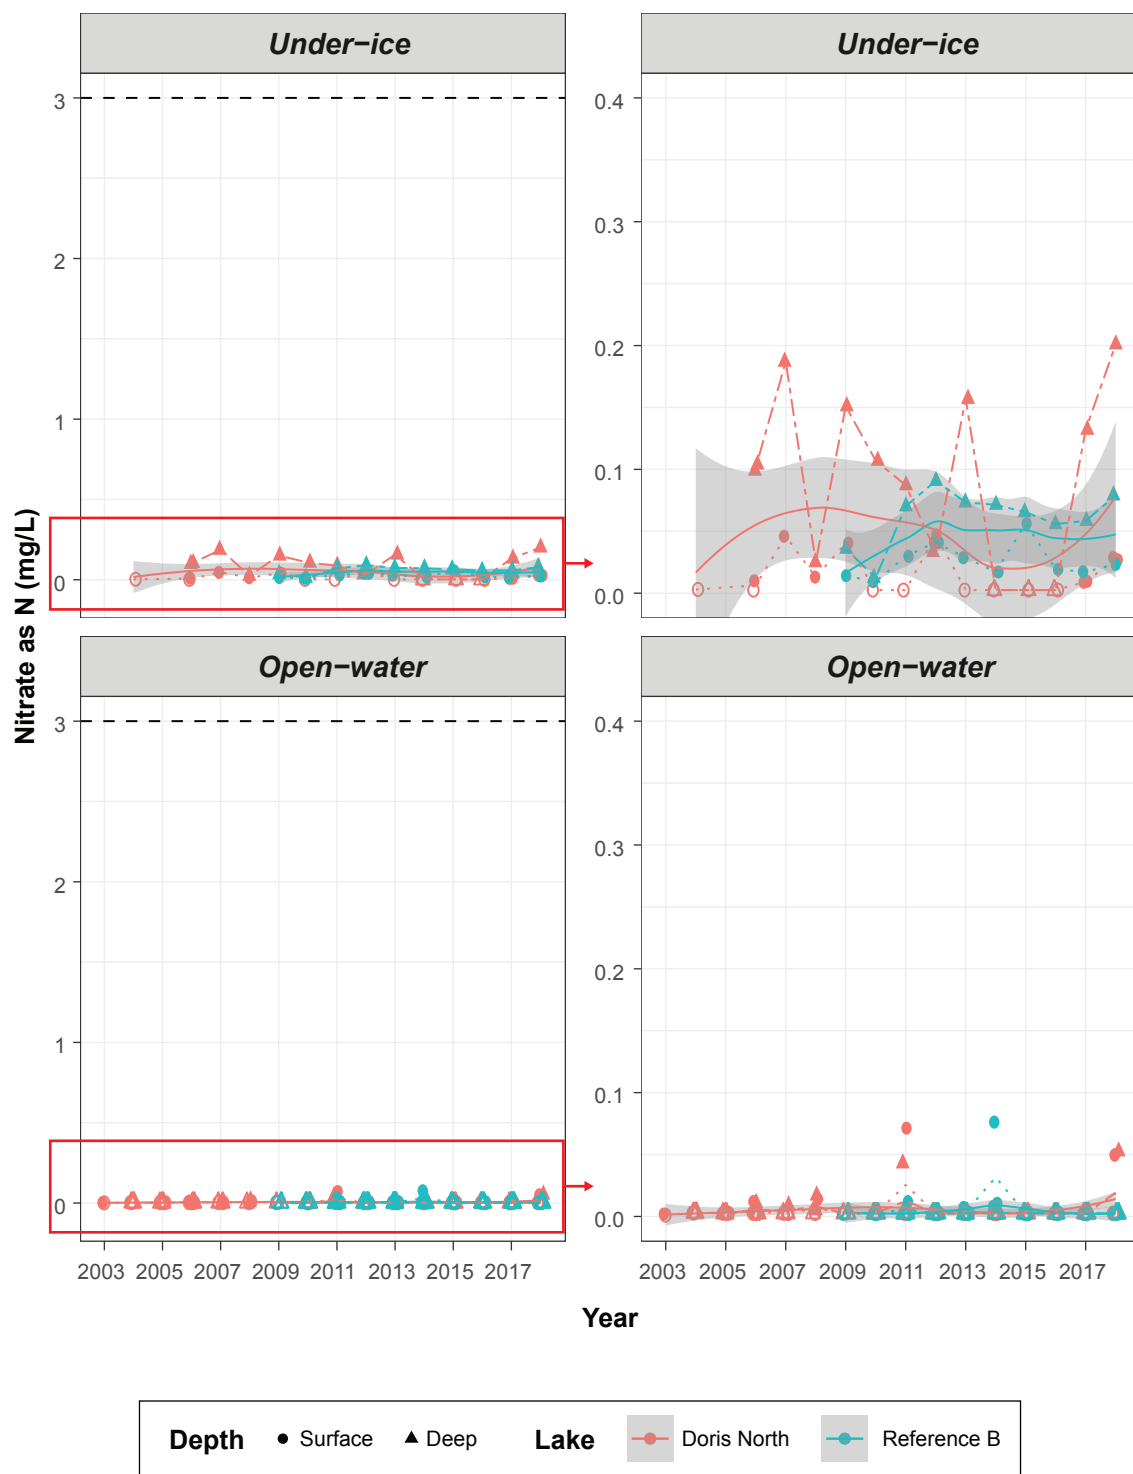 Under−ice
Under−ice
3
2
1
0
0.4
0.3
0.2
0.1
0.0
Nitrate as N (mg/L)
Open−water
Open−water
3
2
1
0
0.4
0.3
0.2
0.1
0.0
2003 2005 2007 2009 2011 2013 2015 2017
2003 2005 2007 2009 2011 2013 2015 2017
Year
Depth Surface Deep Lake Doris North Reference B